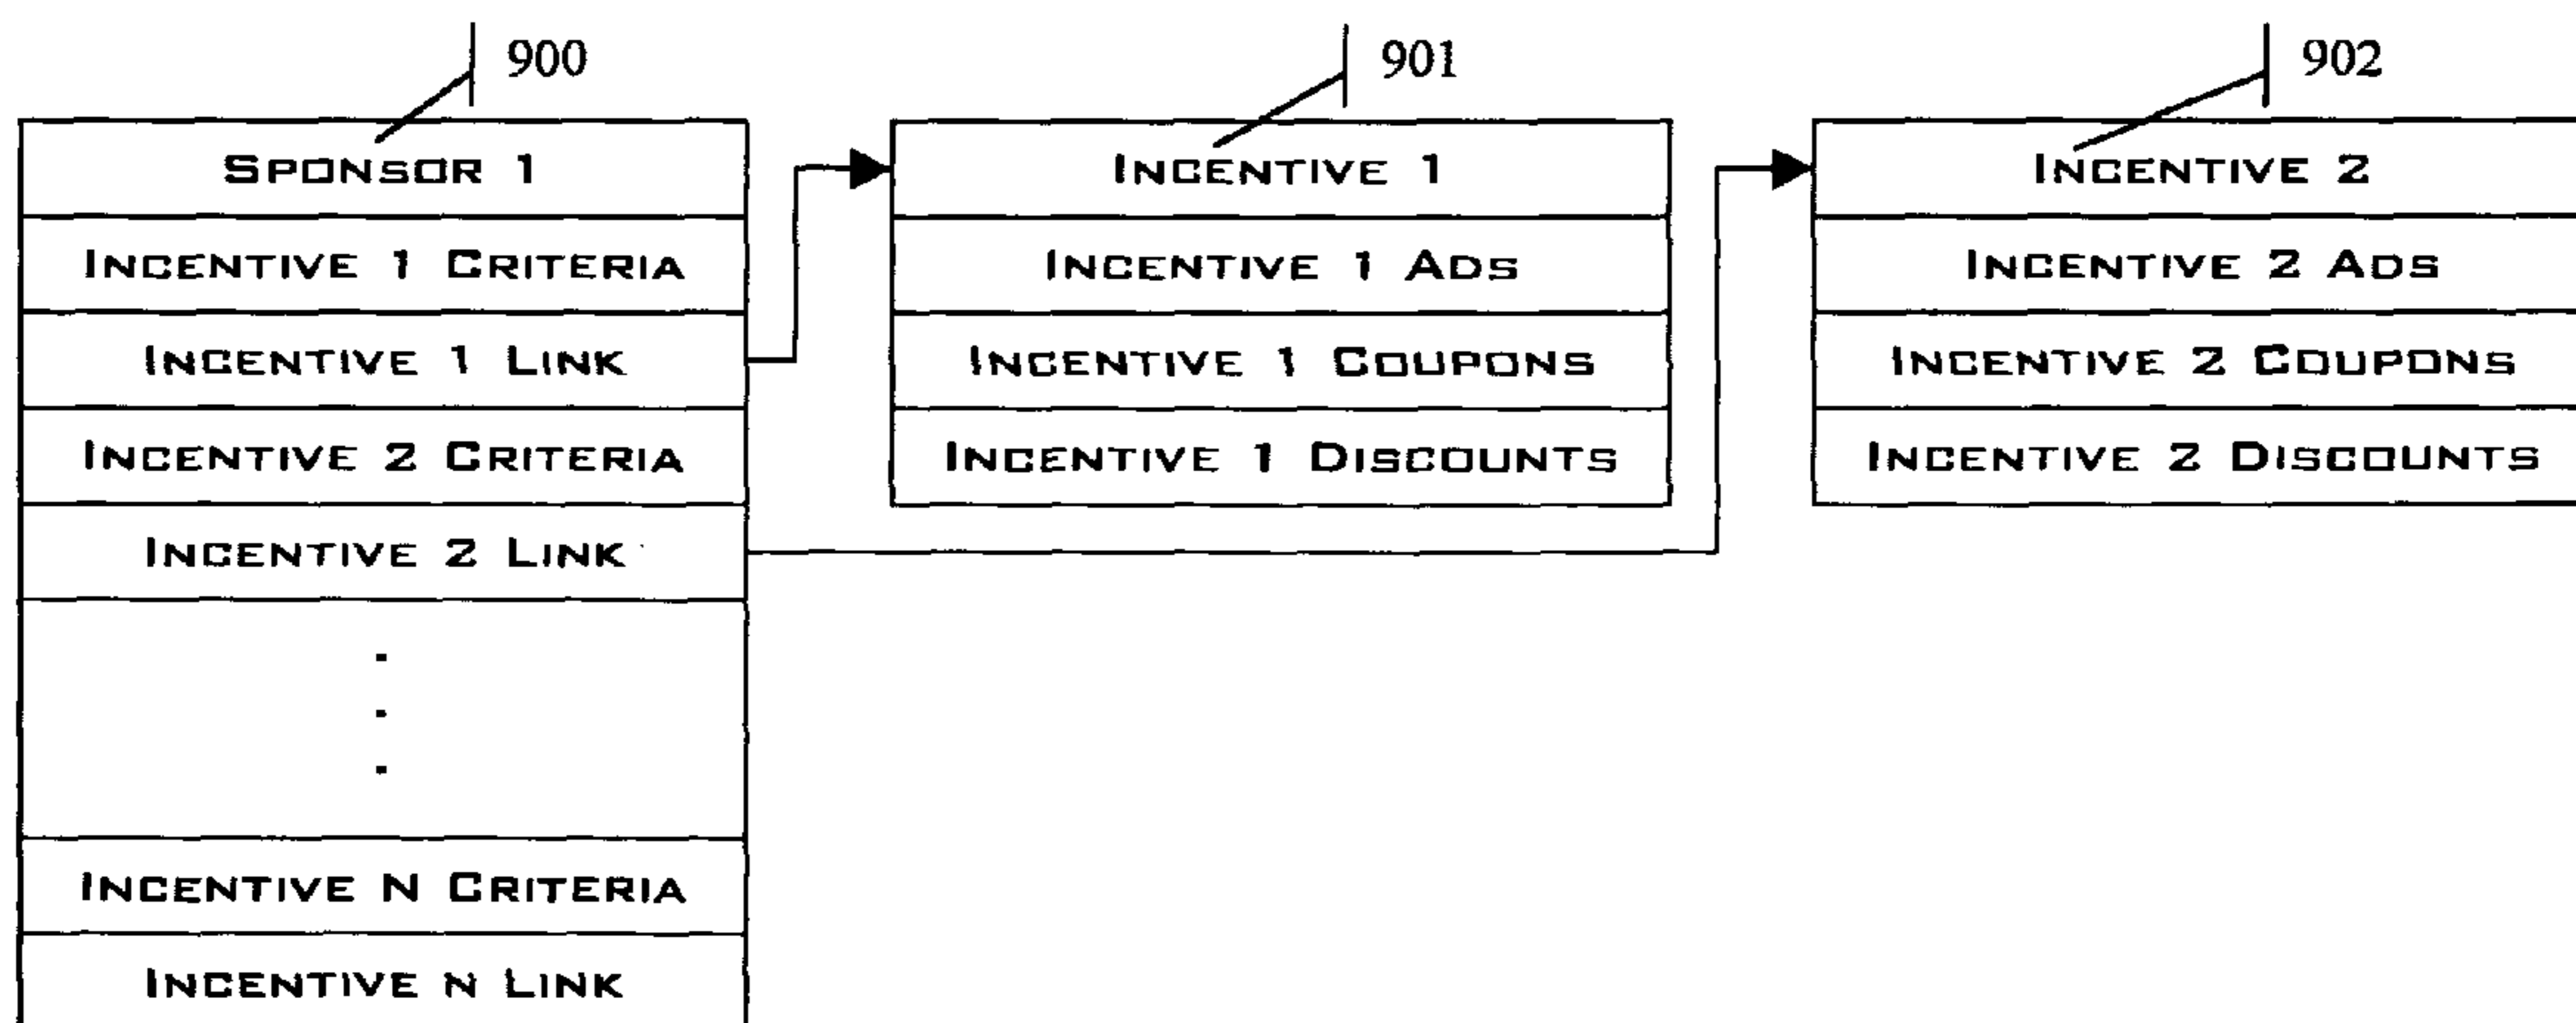 900
901
902
SPONSOR 1
INCENTIVE 1 CRITERIA
INCENTIVE 1 LINK
INCENTIVE 2 CRITERIA
INCENTIVE 2 LINK
.
.
.
INCENTIVE N CRITERIA
INCENTIVE N LINK
INCENTIVE 1
INCENTIVE 1 ADS
INCENTIVE 1 COUPONS
INCENTIVE 1 DISCOUNTS
INCENTIVE 2
INCENTIVE 2 ADS
INCENTIVE 2 COUPONS
INCENTIVE 2 DISCOUNTS